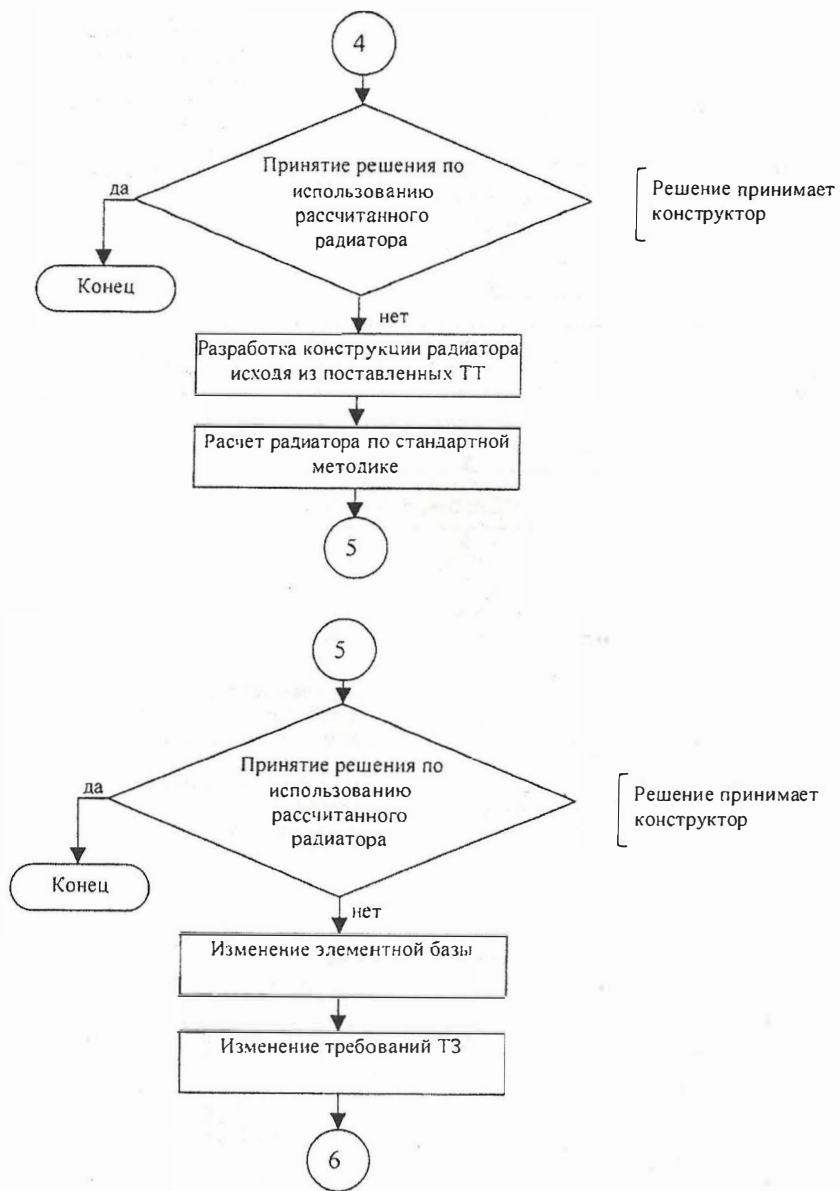 4
Принятие решения по
использованию
рассчитанного
радиатора
да
Решение принимает
конструктор
Конец
нет
Разработка конструкции радиатора
исходя из поставленных ТТ
Расчет радиатора по стандартной
методике
5
5
Принятие решения по
использованию
рассчитанного
радиатора
да
Решение принимает
конструктор
Конец
нет
Изменение элементной базы
Изменение требований ТЗ
6